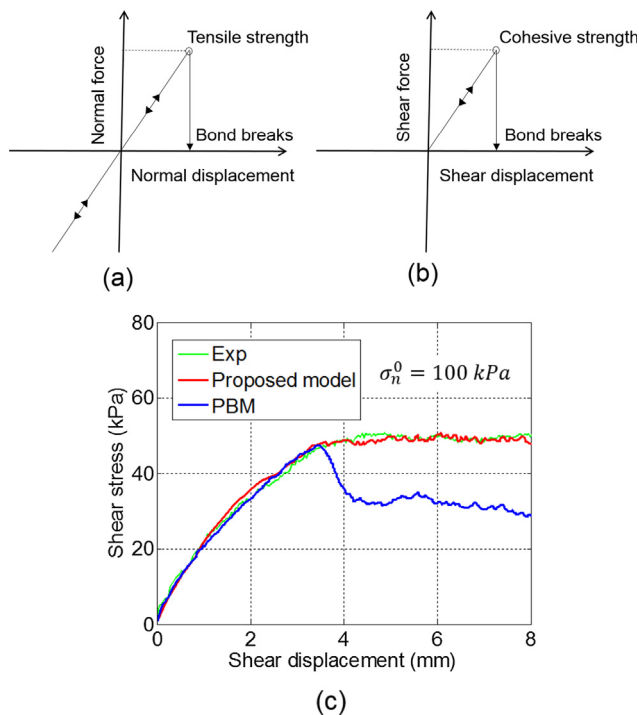 Normal force
Tensile strength
Bond breaks
Normal displacement
(a)
Shear force
Cohesive strength
Bond breaks
Shear displacement
(b)
80
60
40
20
0
Shear stress (kPa)
Exp
Proposed model
PBM
σₙ⁰ = 100 kPa
0 2 4 6 8
Shear displacement (mm)
(c)